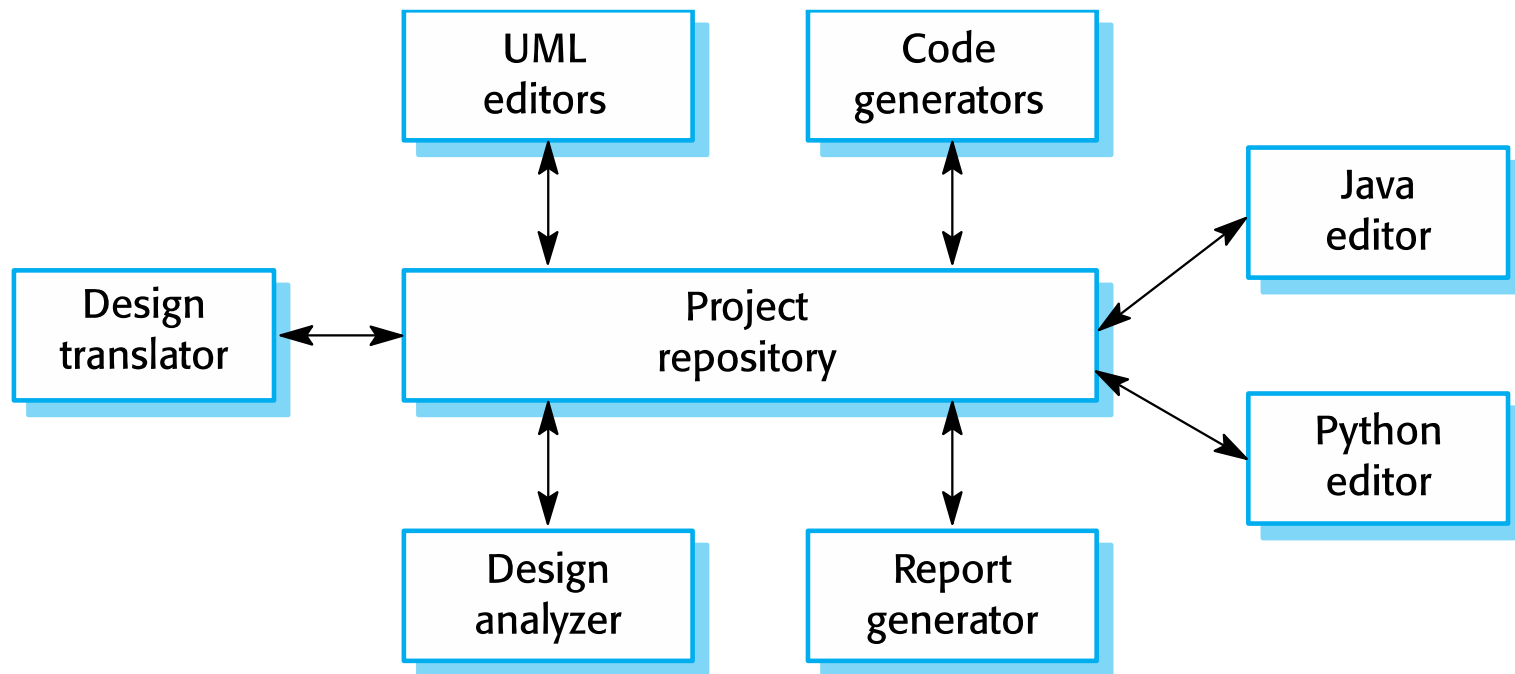 UML
editors
Code
generators
Java
editor
Design
translator
Project
repository
Python
editor
Design
analyzer
Report
generator